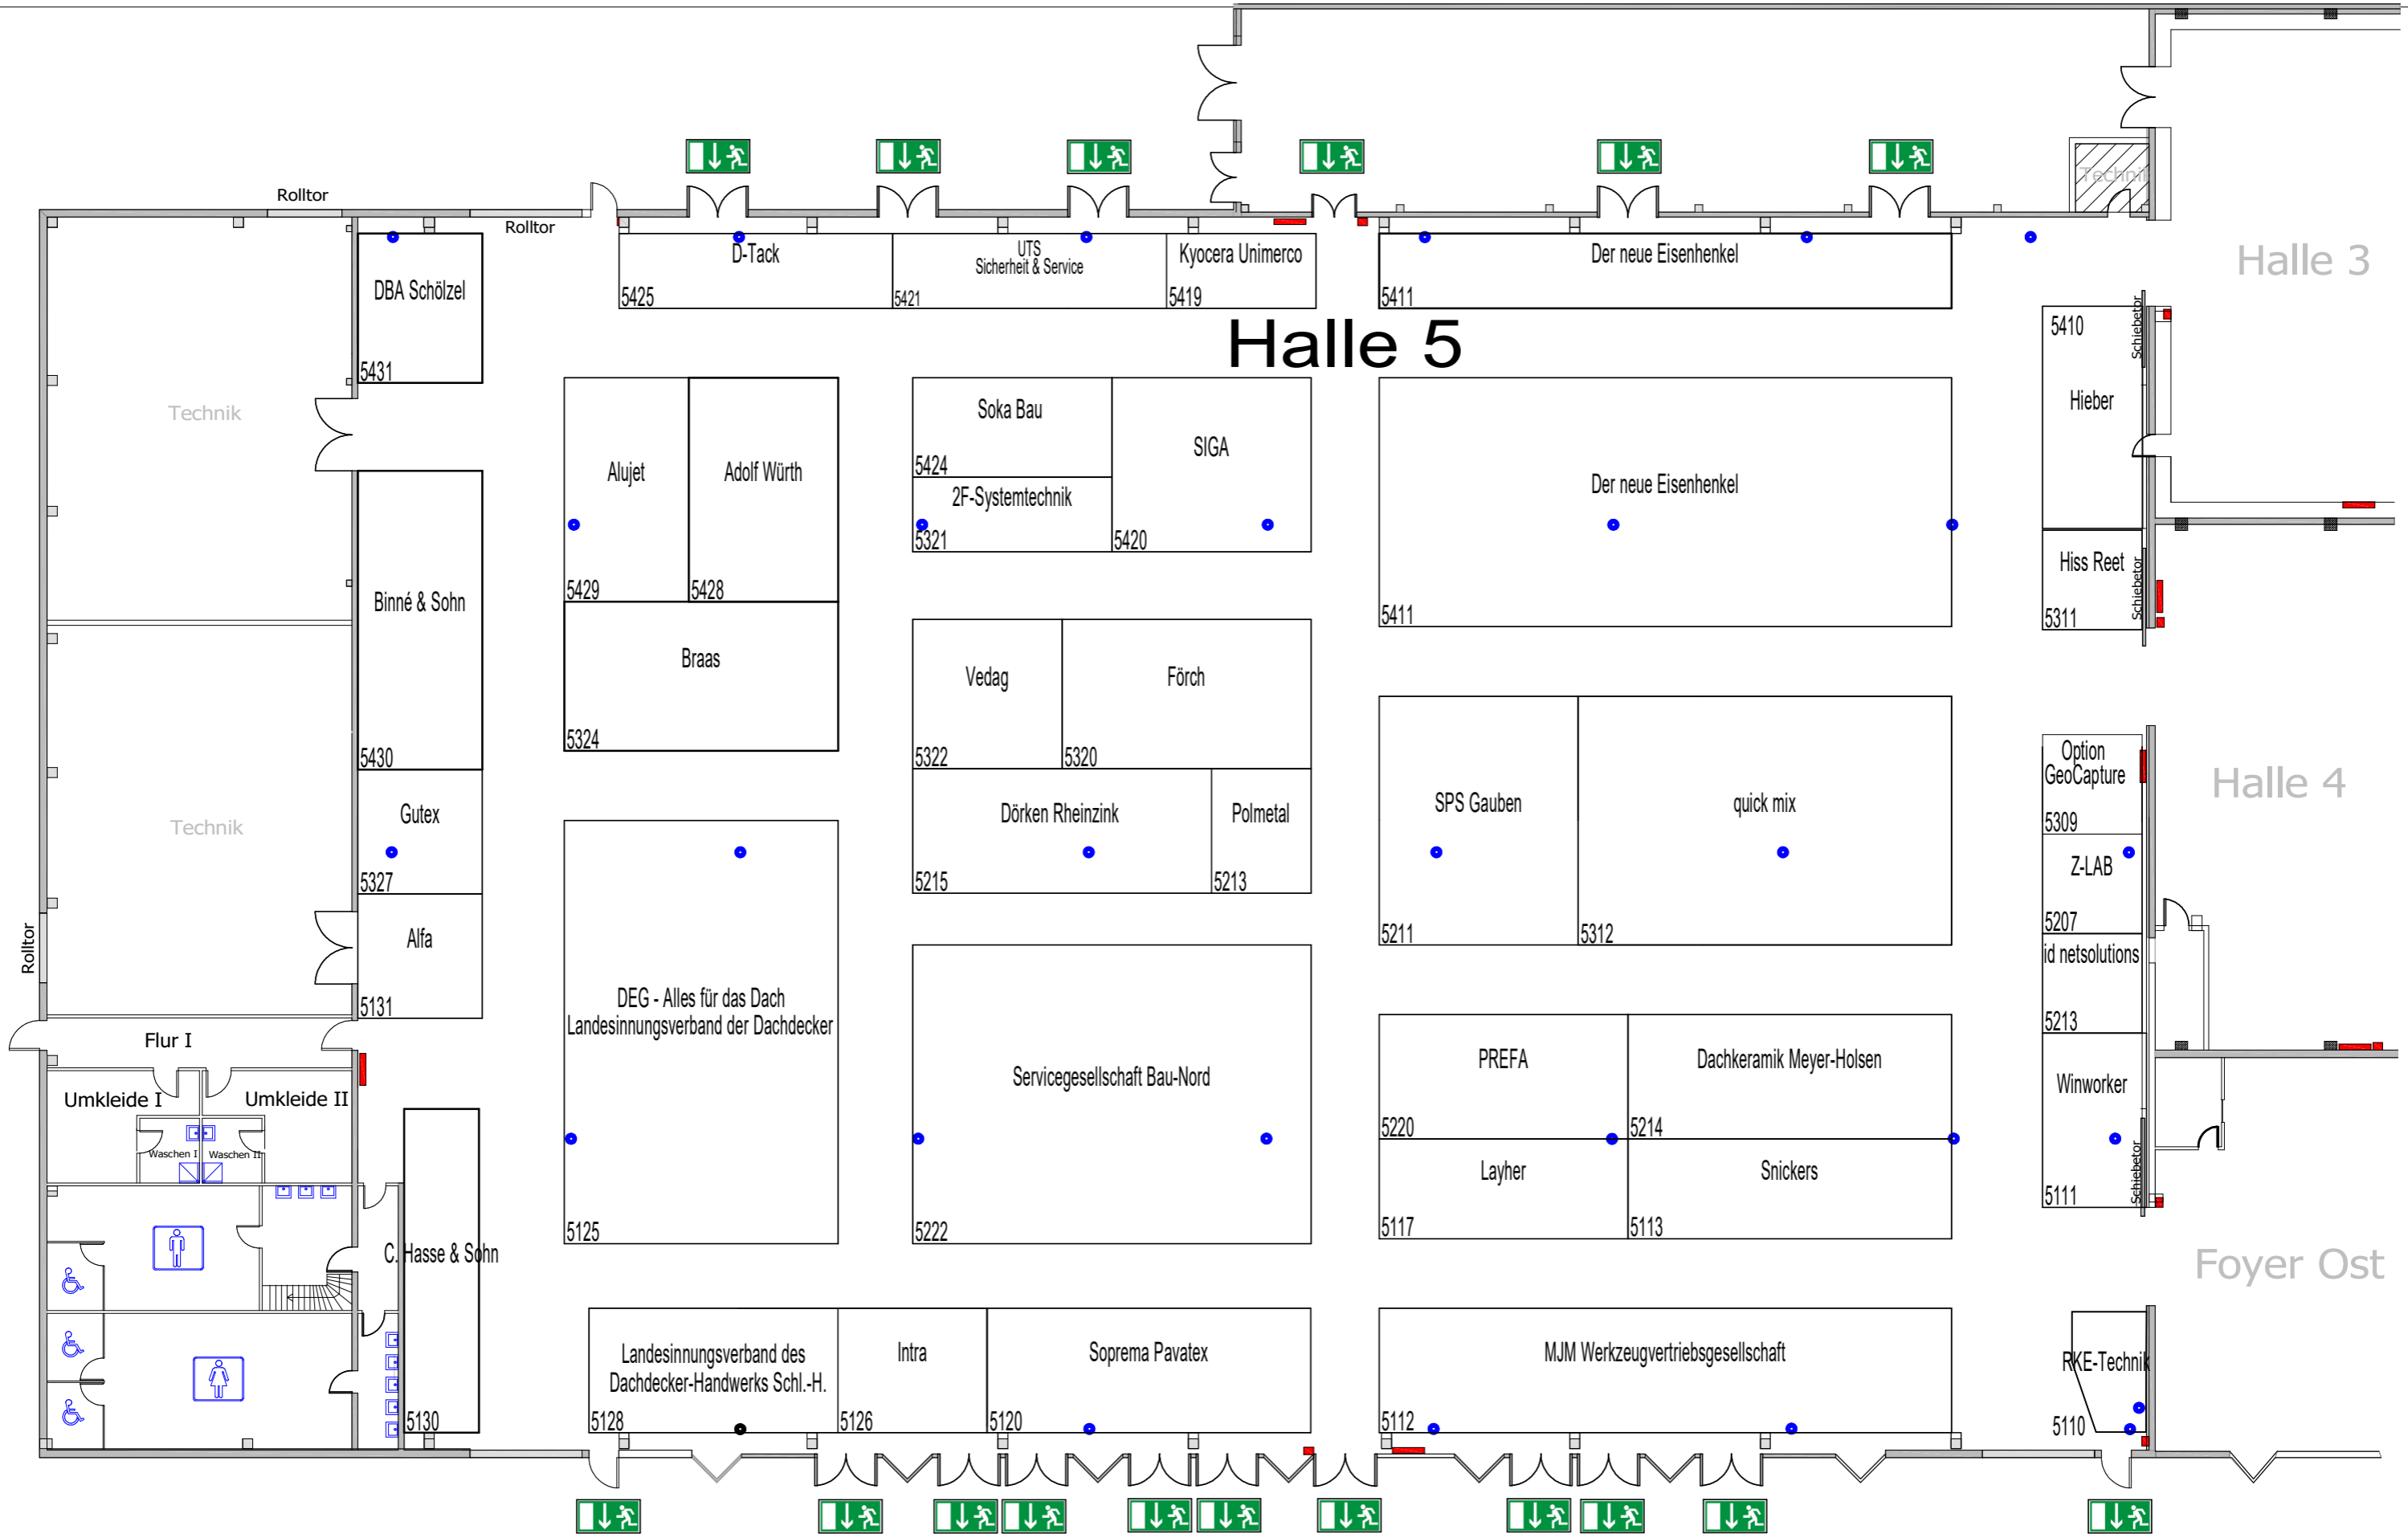 Rolltor
Rolltor
Technik
Halle 3
DBA Schölzel
5431
D-Tack
5425
UTS
Sicherheit & Service
5421
Kyocera Unimerco
5419
Der neue Eisenhenkel
5411
Halle 5
Schiebetor
5410
Hieber
Technik
Alujet
5429
Adolf Würth
5428
Soka Bau
5424
2F-Systemtechnik
5321
SIGA
5420
Der neue Eisenhenkel
5411
Hiss Reet
5311
Schiebetor
Binné & Sohn
5430
Braas
5324
Vedag
5322
Förch
5320
SPS Gauben
5211
quick mix
5312
Option
GeoCapture
5309
Halle 4
Technik
Gutex
5327
Dörken Rheinzink
5215
Polmetal
5213
Z-LAB
5207
Rolltor
Alfa
5131
id netsolutions
5213
DEG - Alles für das Dach
Landesinnungsverband der Dachdecker
5125
Servicegesellschaft Bau-Nord
5222
PREFA
5220
Dachkeramik Meyer-Holsen
5214
Winworker
5111
Schiebetor
Flur I
Umkleide I
Umkleide II
Waschen I
Waschen II
Layher
5117
Snickers
5113
Foyer Ost
C. Hasse & Sohn
5130
Landesinnungsverband des
Dachdecker-Handwerks Schl.-H.
5128
Intra
5126
Soprema Pavatex
5120
MJM Werkzeugvertriebsgesellschaft
5112
RKE-Technik
5110